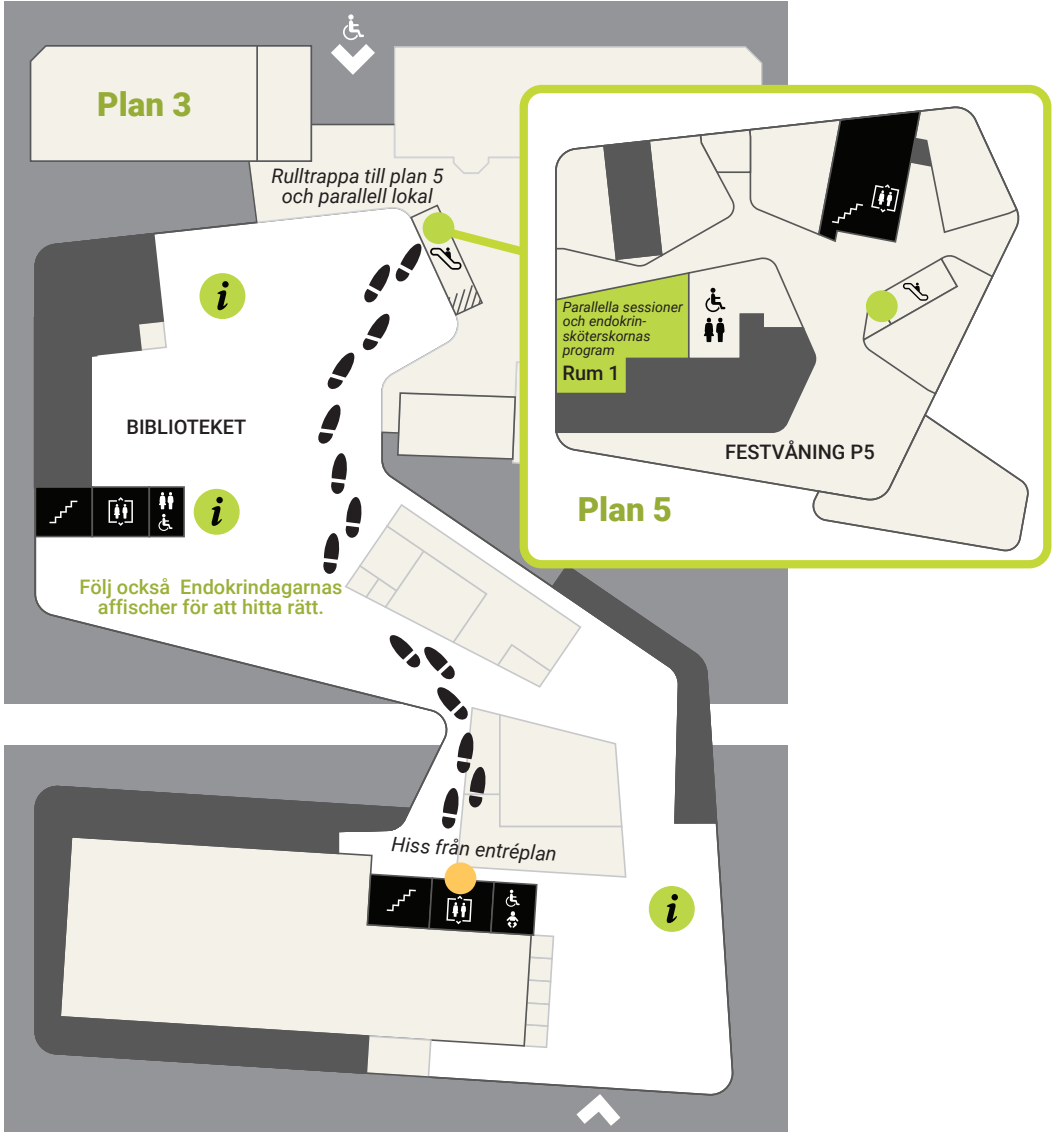 Plan 3
Rulltrappa till plan 5
och parallell lokal
i
BIBLIOTEKET
i
Följ också Endokrindagarnas
affischer för att hitta rätt.
Hiss från entréplan
i
Parallella sessioner
och endokrin-
sköterskornas
program
Rum 1
FESTVÅNING P5
Plan 5